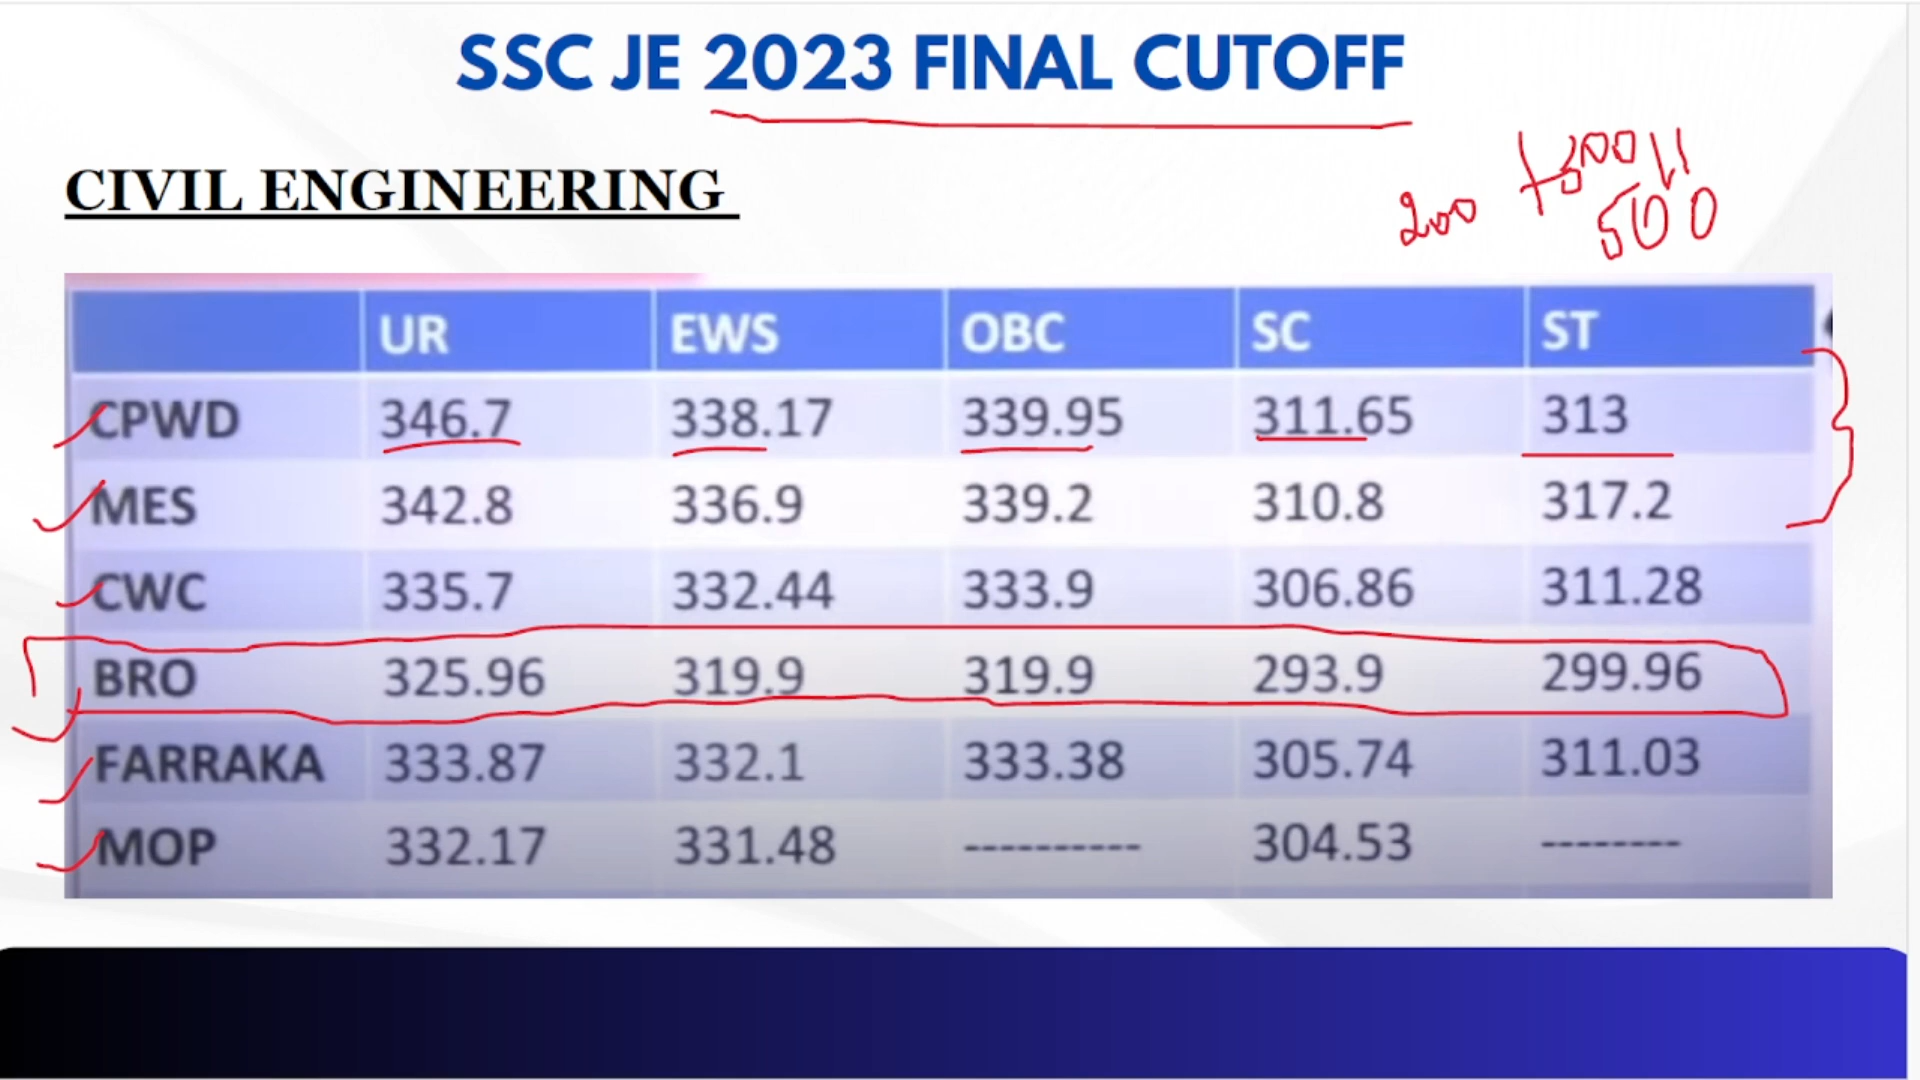 SSC JE 2023 FINAL CUTOFF
CIVIL ENGINEERING
200 +300
500
UR EWS OBC SC ST
CPWD 346.7 338.17 339.95 311.65 313
MES 342.8 336.9 339.2 310.8 317.2
CWC 335.7 332.44 333.9 306.86 311.28
BRO 325.96 319.9 319.9 293.9 299.96
FARRAKA 333.87 332.1 333.38 305.74 311.03
MOP 332.17 331.48 ---------- 304.53 --------